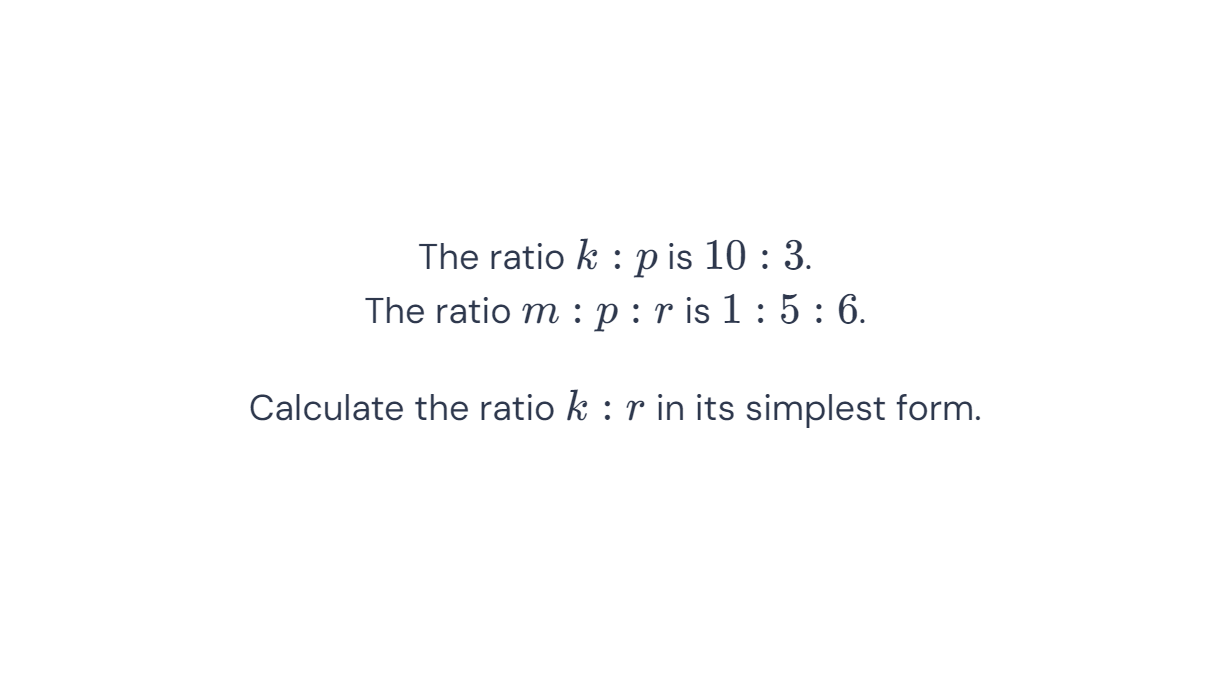 The ratio k : p is 10 : 3.
The ratio m : p : r is 1 : 5 : 6.
Calculate the ratio k : r in its simplest form.